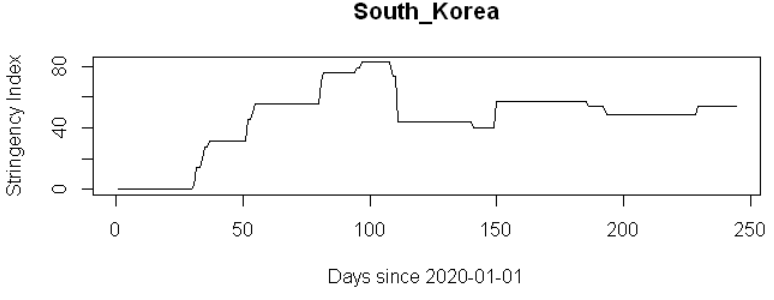 South_Korea
Stringency Index
80
40
0
0 50 100 150 200 250
Days since 2020-01-01